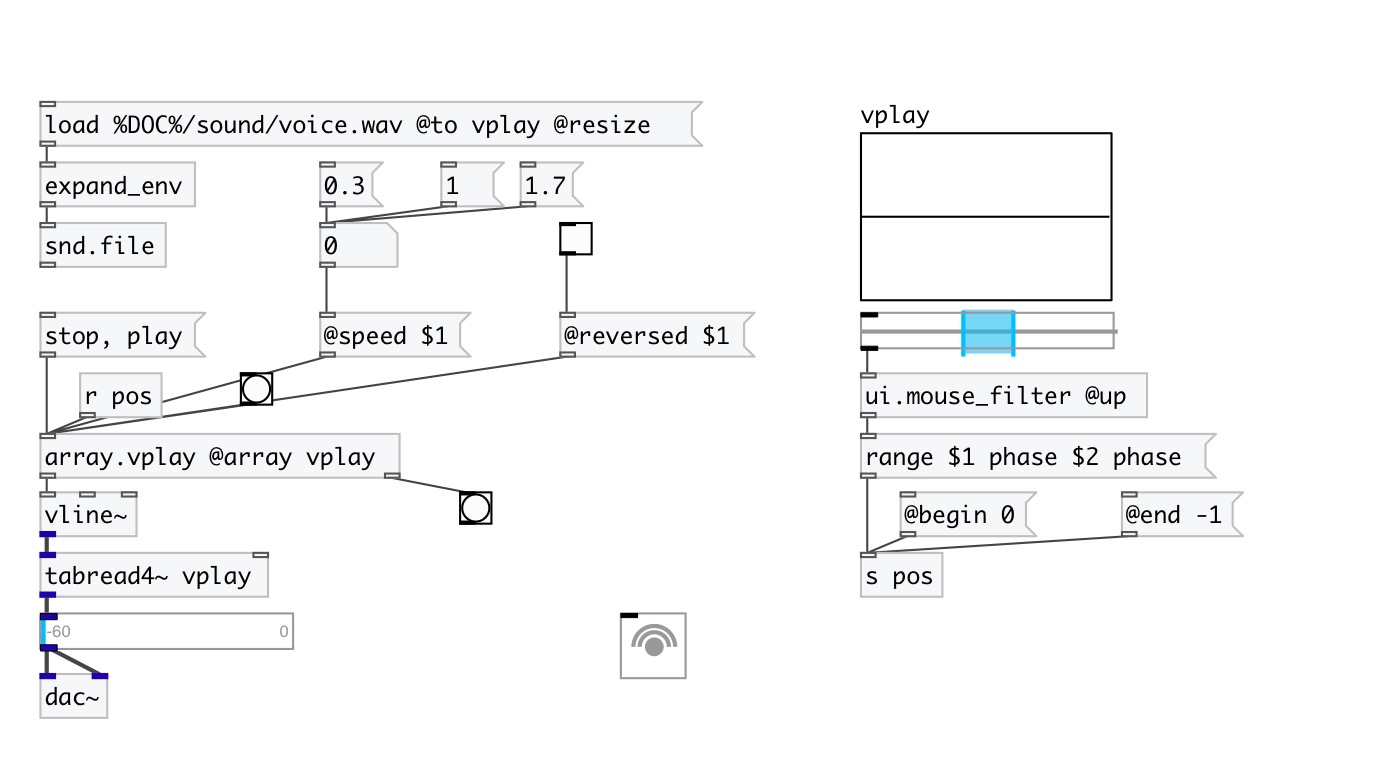 load %DOC%/sound/voice.wav @to vplay @resize
expand_env
0.3
1
1.7
snd.file
0
stop, play
@speed $1
@reversed $1
r pos
array.vplay @array vplay
vline~
tabread4~ vplay
-60
0
dac~
vplay
ui.mouse_filter @up
range $1 phase $2 phase
@begin 0
@end -1
s pos